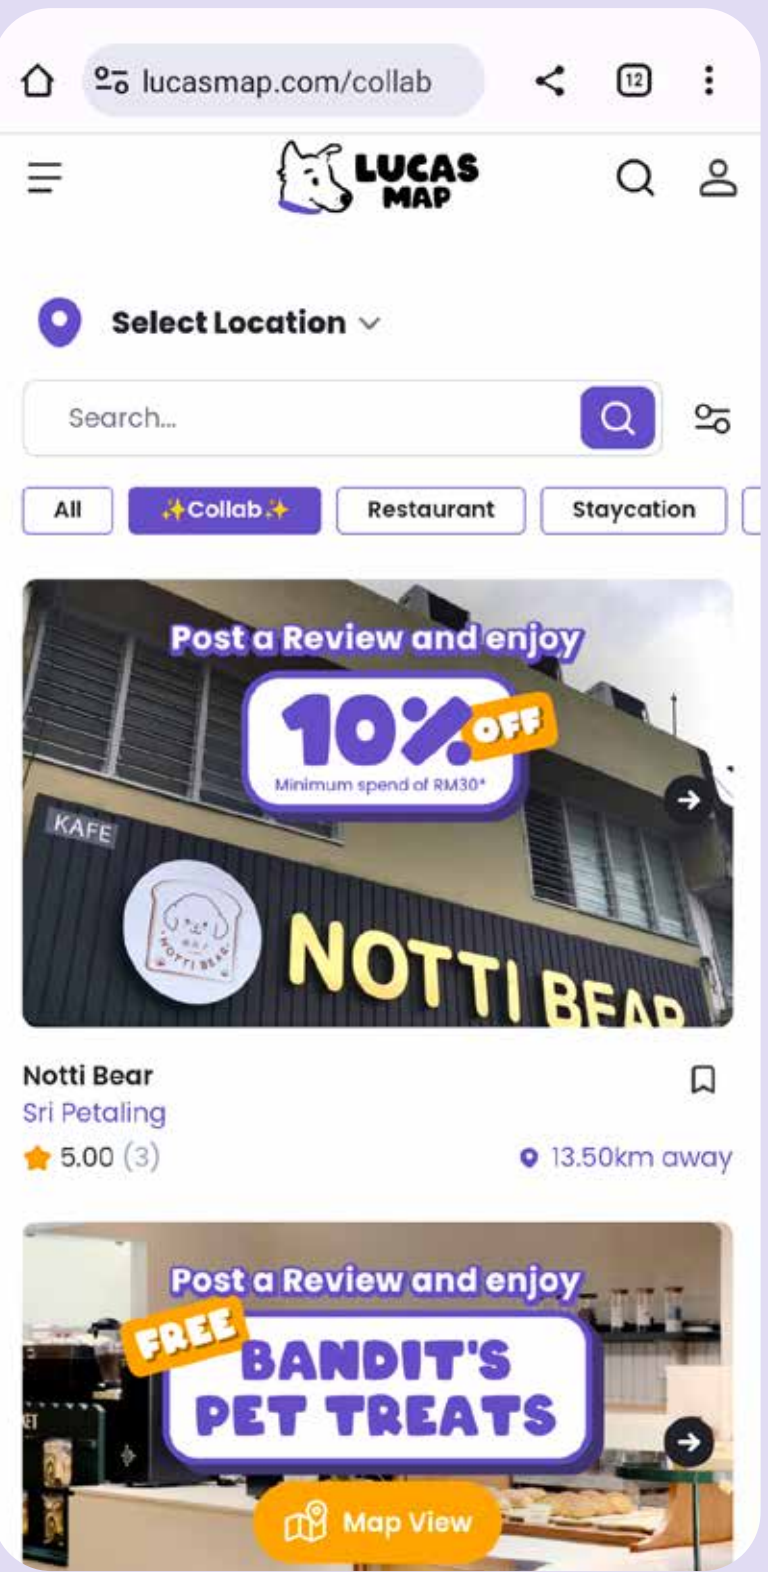 lucasmap.com/collab
12
LUCAS
MAP
Select Location
Search...
All
✨Collab✨
Restaurant
Staycation
Post a Review and enjoy
10% OFF
Minimum spend of RM30*
KAFE
NOTTI BEAR
NOTTI BEAR
Notti Bear
Sri Petaling
5.00 (3)
13.50km away
Post a Review and enjoy
FREE
BANDIT'S
PET TREATS
Map View